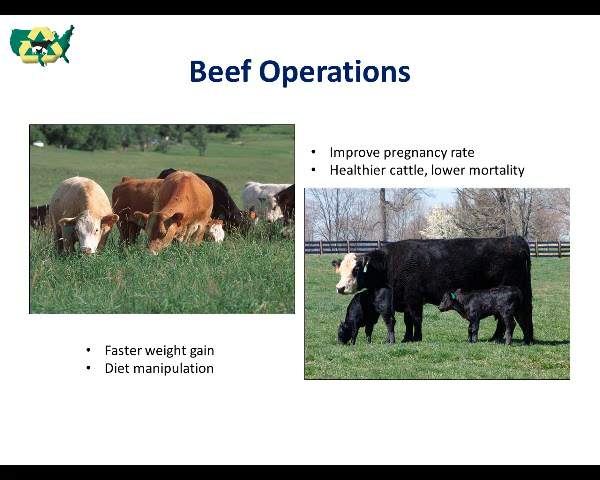 Beef Operations
• Improve pregnancy rate
• Healthier cattle, lower mortality
• Faster weight gain
• Diet manipulation